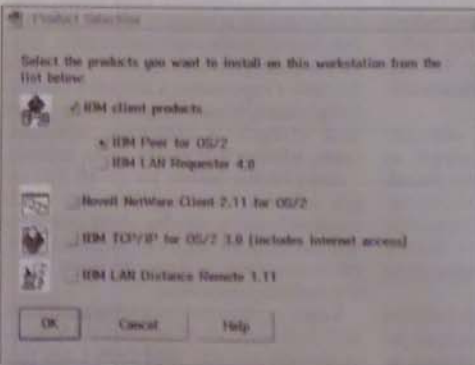 Product Selection
Select the products you want to install on this workstation from the
list below:
IBM client products
IBM Peer for OS/2
IBM LAN Requester 4.0
Novell NetWare Client 2.11 for OS/2
IBM TCP/IP for OS/2 3.0 (includes Internet access)
IBM LAN Distance Remote 1.11
OK
Cancel
Help